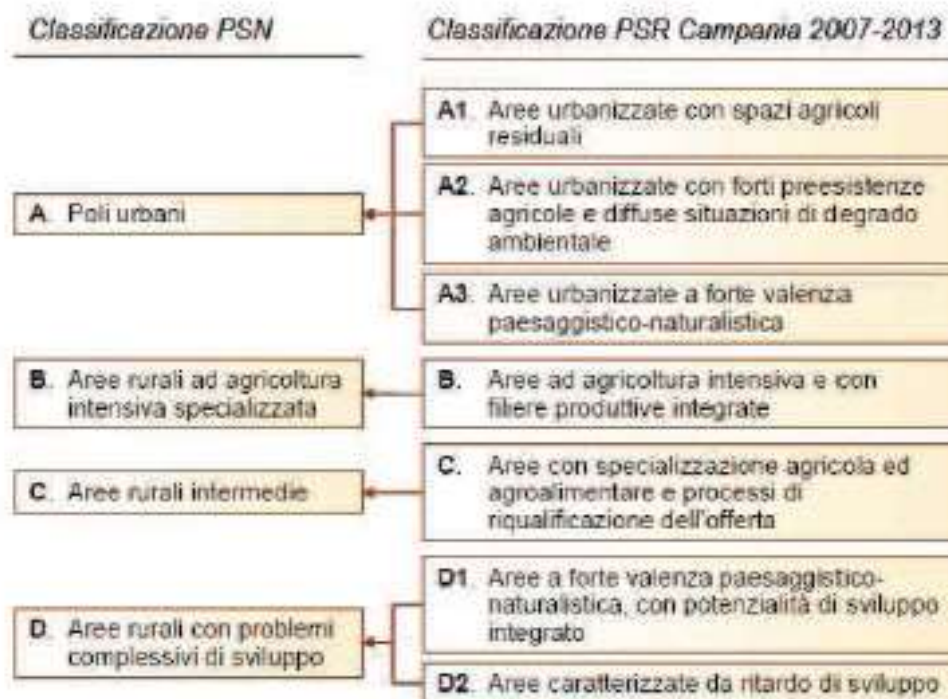 Classificazione PSN
Classificazione PSR Campania 2007-2013
A1. Aree urbanizzate con spazi agricoli
residuali
A2. Aree urbanizzate con forti preesistenze
agricole e diffuse situazioni di degrado
ambientale
A. Poli urbani
A3. Aree urbanizzate a forte valenza
paesaggistico-naturalistica
B. Aree rurali ad agricoltura
intensiva specializzata
B. Aree ad agricoltura intensiva e con
filiere produttive integrate
C. Aree rurali intermedie
C. Aree con specializzazione agricola ed
agroalimentare e processi di
riqualificazione dell'offerta
D1. Aree a forte valenza paesaggistico-
naturalistica, con potenzialità di sviluppo
integrato
D. Aree rurali con problemi
complessivi di sviluppo
D2. Aree caratterizzate da ritardo di sviluppo